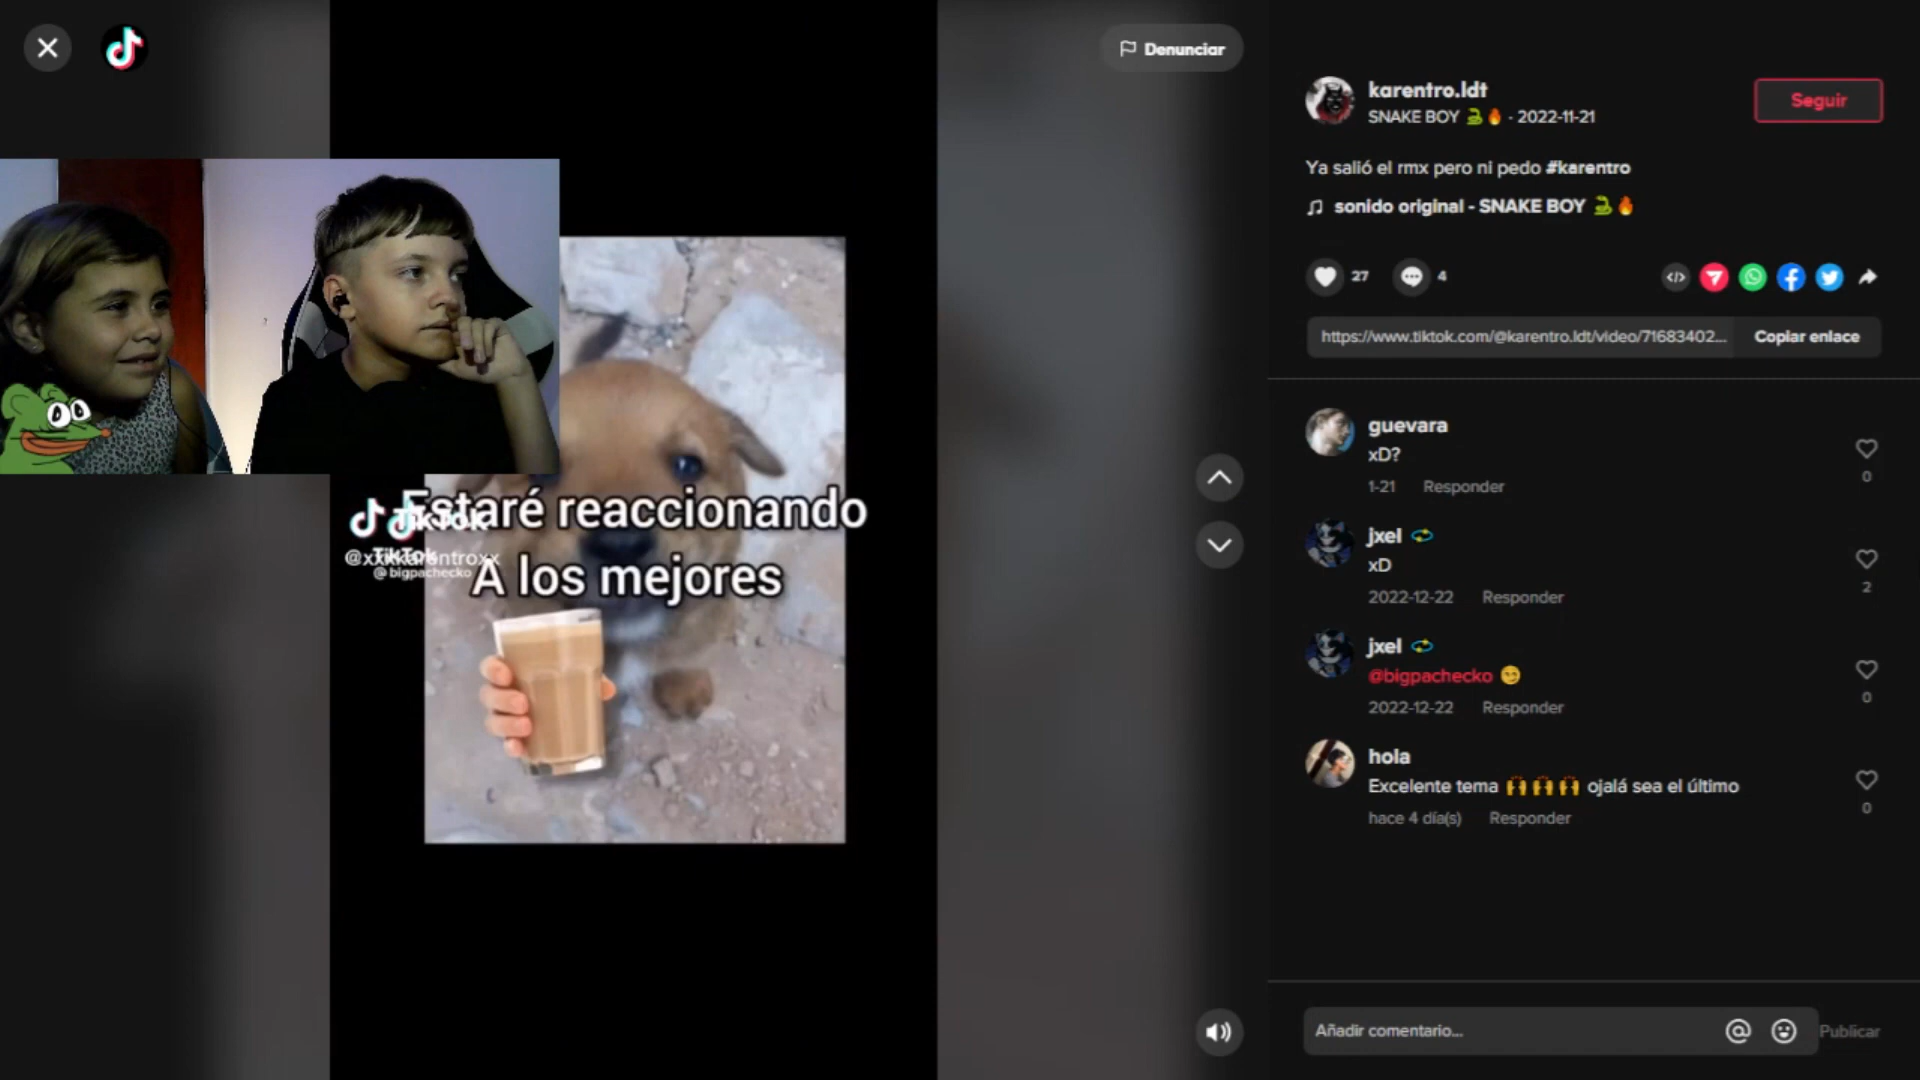 Denunciar
karentro.ldt
SNAKE BOY 🐍🔥 · 2022-11-21
Seguir
Ya salió el rmx pero ni pedo #karentro
sonido original - SNAKE BOY 🐍🔥
27
4
https://www.tiktok.com/@karentro.ldt/video/71683402...
Copiar enlace
Estaré reaccionando
A los mejores
TikTok
TikTok
@bigpachecko
guevara
xD?
1-21 Responder
0
jxel
xD
2022-12-22 Responder
2
jxel
@bigpachecko 😏
2022-12-22 Responder
0
hola
Excelente tema 🙌🙌🙌 ojalá sea el último
hace 4 día(s) Responder
0
Añadir comentario...
Publicar